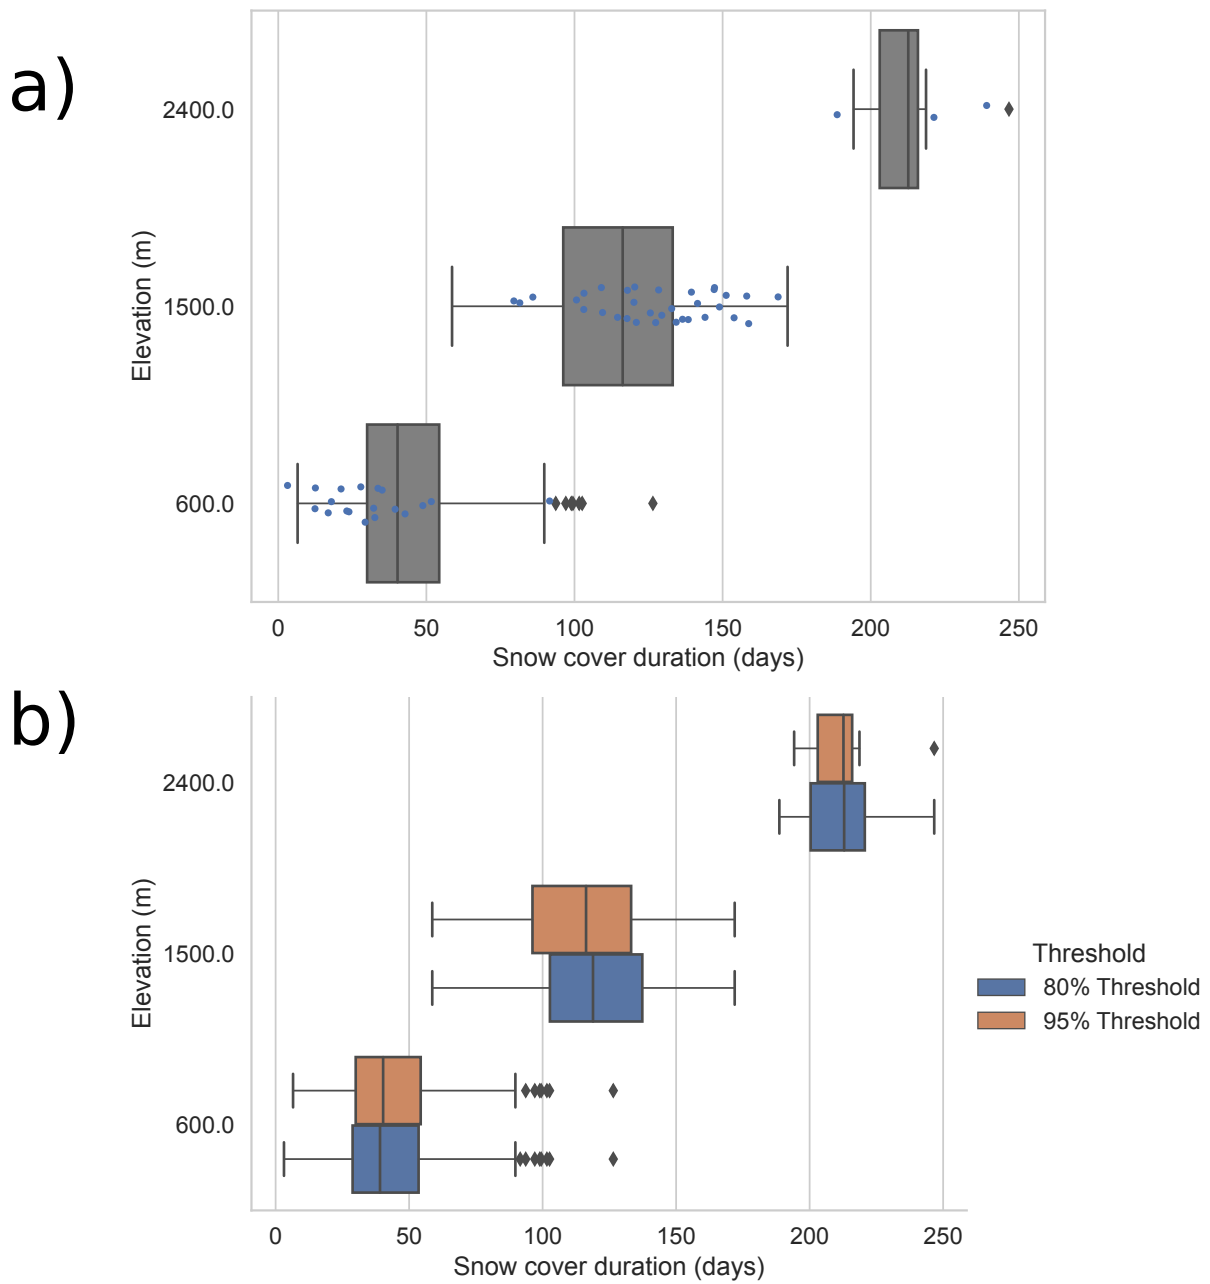 a)
2400.0
1500.0
600.0
Elevation (m)
0 50 100 150 200 250
Snow cover duration (days)
b)
2400.0
1500.0
600.0
Elevation (m)
0 50 100 150 200 250
Snow cover duration (days)
Threshold
80% Threshold
95% Threshold